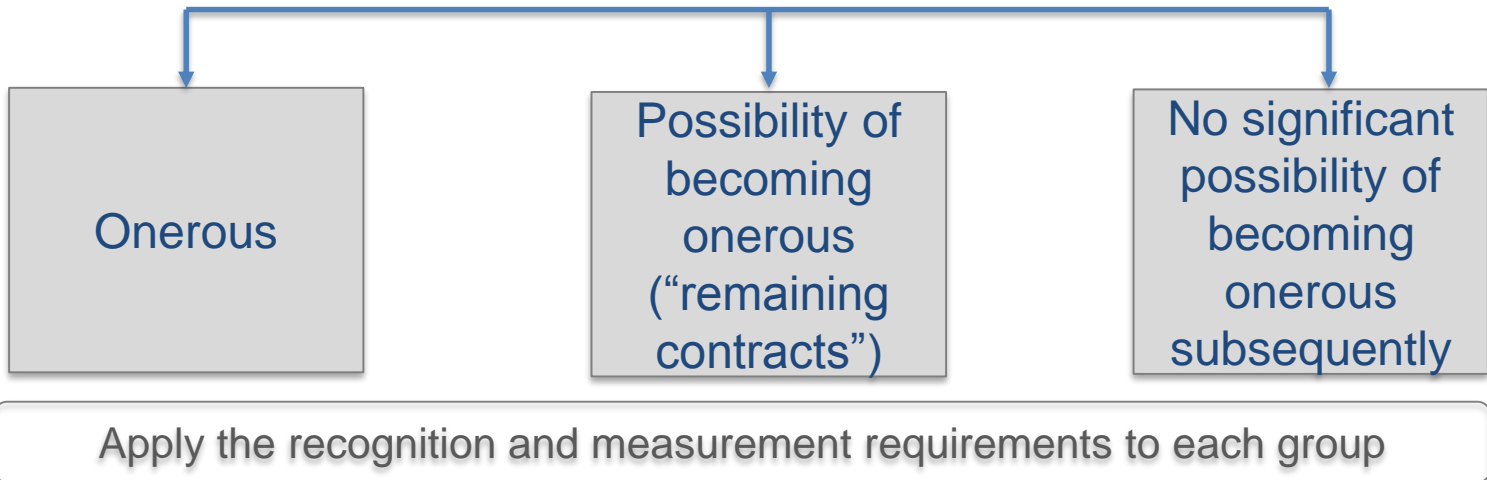 Onerous
Possibility of
becoming
onerous
(“remaining
contracts”)
No significant
possibility of
becoming
onerous
subsequently
Apply the recognition and measurement requirements to each group